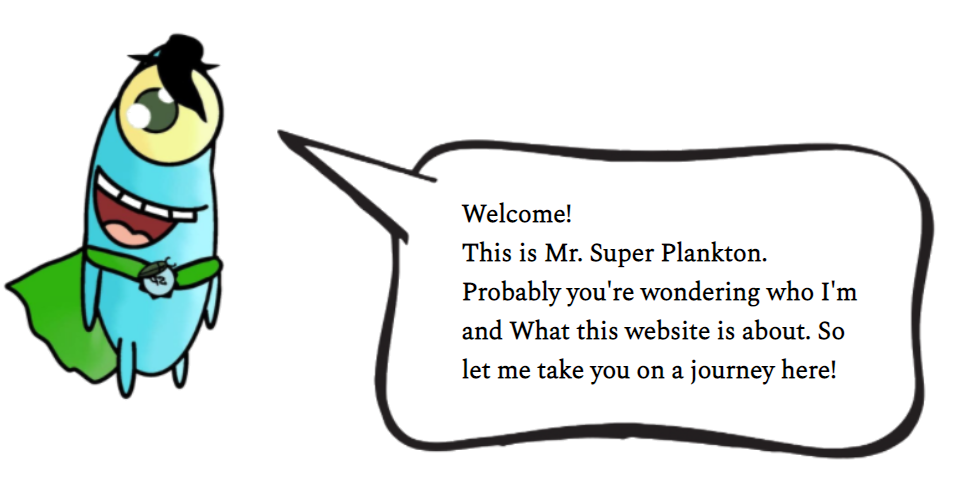 Welcome!
This is Mr. Super Plankton.
Probably you're wondering who I'm
and What this website is about. So
let me take you on a journey here!